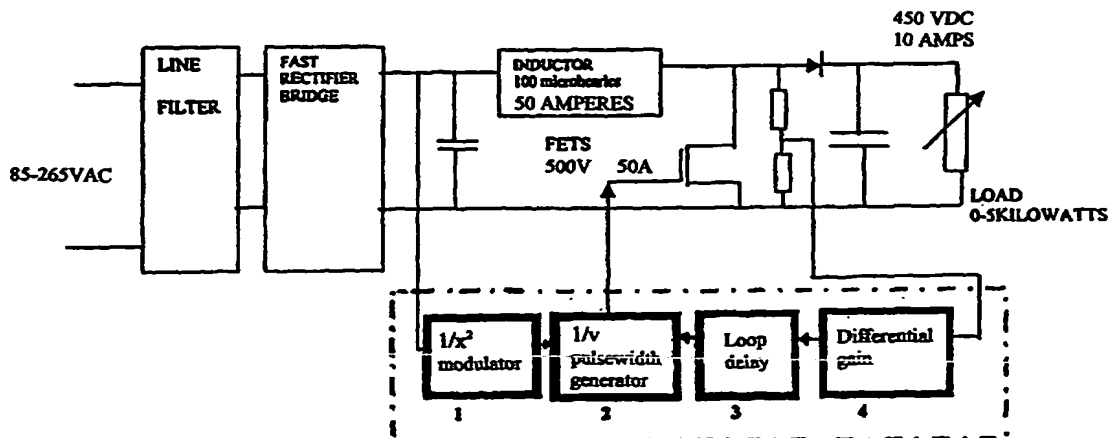 450 VDC
10 AMPS
LINE
FILTER
FAST
RECTIFIER
BRIDGE
INDUCTOR
100 microhenries
50 AMPERES
FETS
500V
50A
85-265VAC
LOAD
0-5KILOWATTS
1/x²
modulator
1/v
pulsewidth
generator
Loop
delay
Differential
gain
1
2
3
4